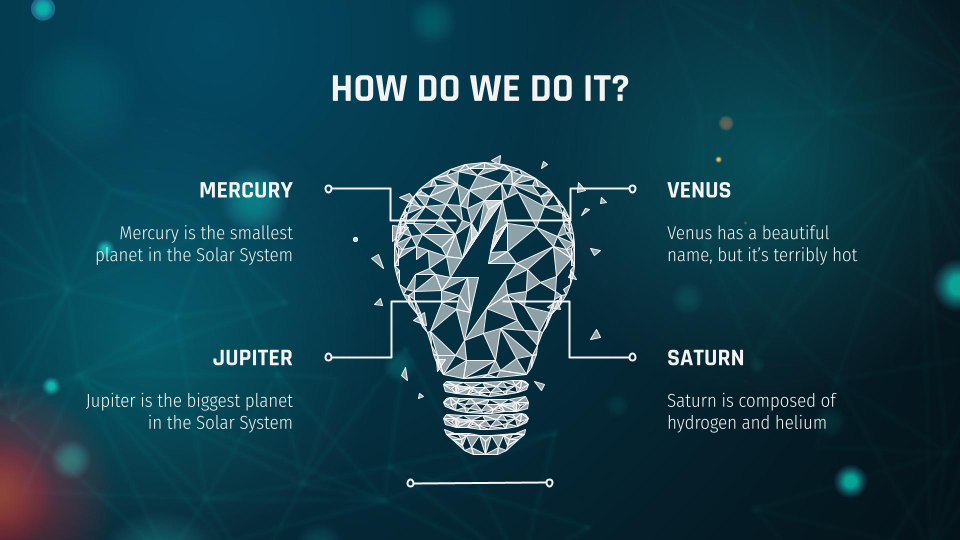 HOW DO WE DO IT?
MERCURY
Mercury is the smallest
planet in the Solar System
VENUS
Venus has a beautiful
name, but it’s terribly hot
JUPITER
Jupiter is the biggest planet
in the Solar System
SATURN
Saturn is composed of
hydrogen and helium